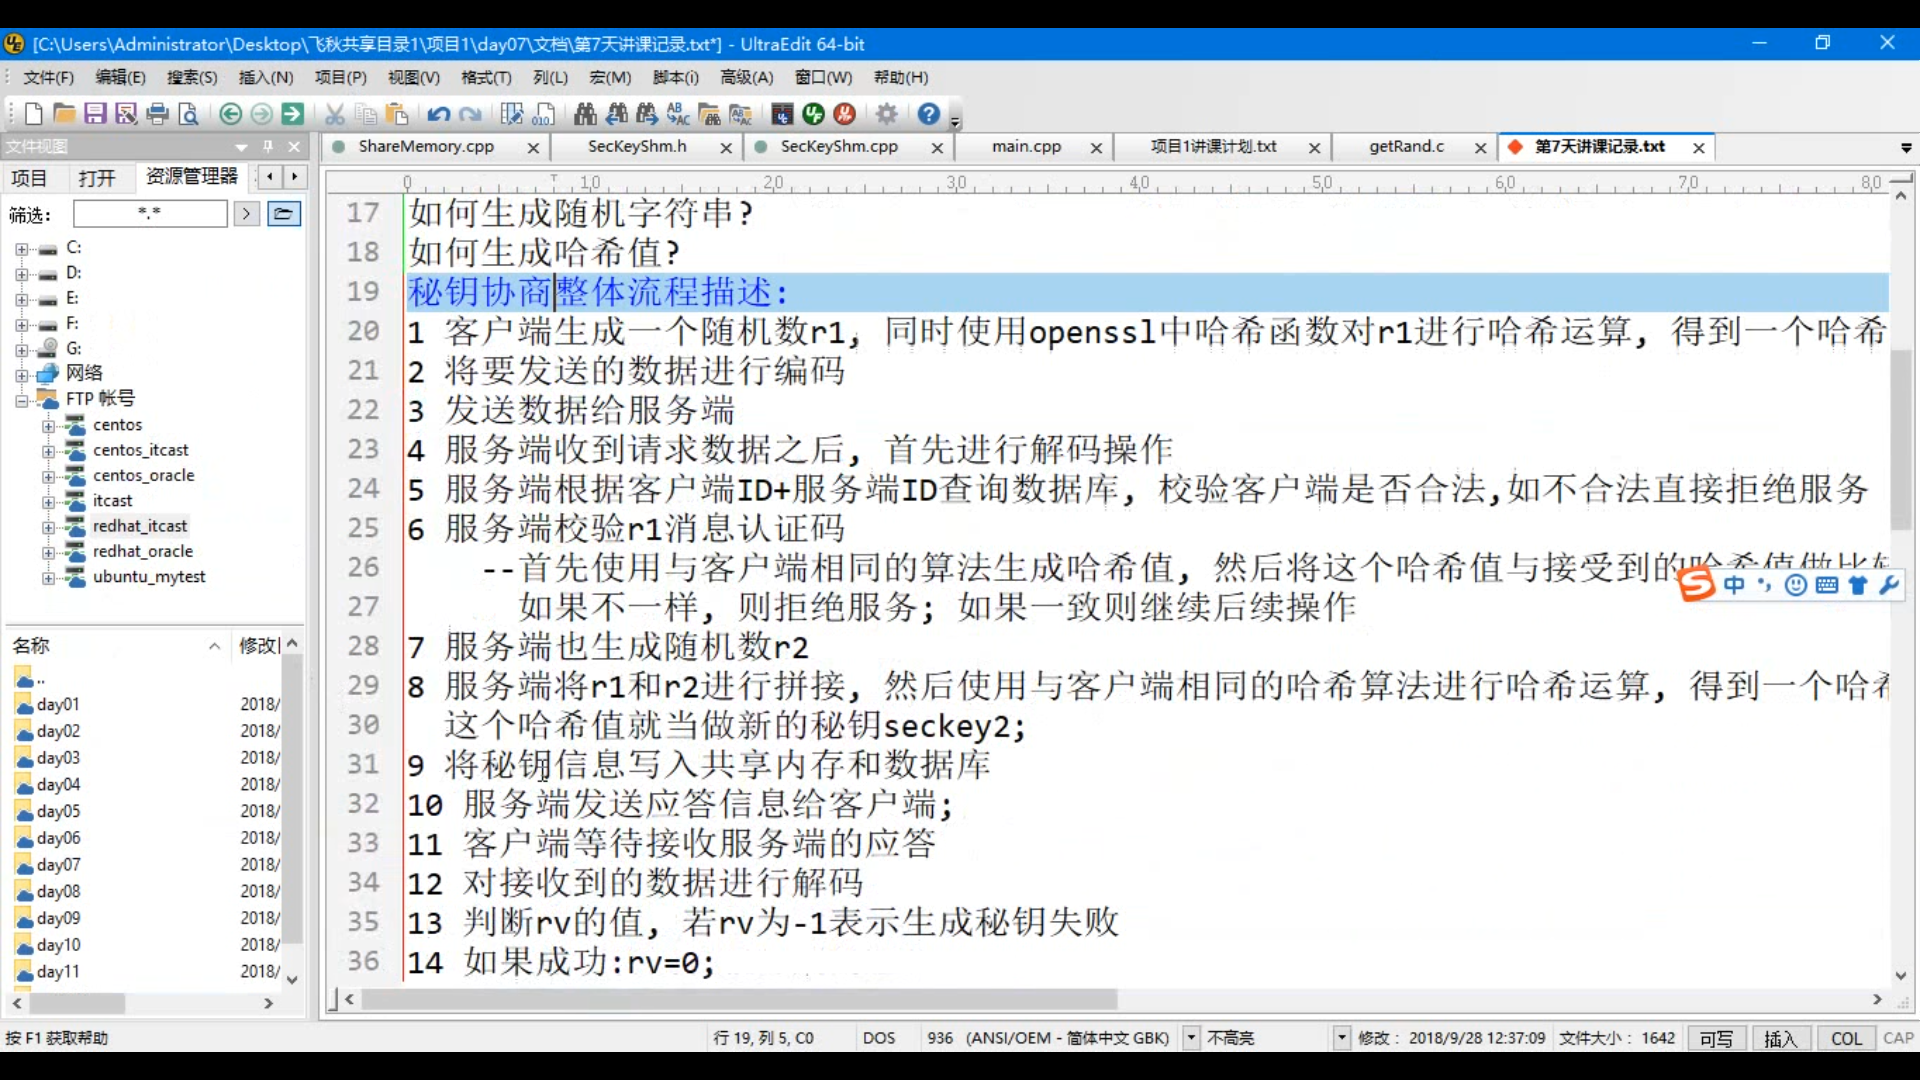 [C:\Users\Administrator\Desktop\飞秋共享目录1\项目1\day07\文档\第7天讲课记录.txt*] - UltraEdit 64-bit
文件(F) 编辑(E) 搜索(S) 插入(N) 项目(P) 视图(V) 格式(T) 列(L) 宏(M) 脚本(i) 高级(A) 窗口(W) 帮助(H)
文件视图
ShareMemory.cpp SecKeyShm.h SecKeyShm.cpp main.cpp 项目1讲课计划.txt getRand.c 第7天讲课记录.txt
项目 打开 资源管理器
筛选: *.*
C:
D:
E:
F:
G:
网络
FTP 帐号
centos
centos_itcast
centos_oracle
itcast
redhat_itcast
redhat_oracle
ubuntu_mytest
名称 修改
..
day01 2018/
day02 2018/
day03 2018/
day04 2018/
day05 2018/
day06 2018/
day07 2018/
day08 2018/
day09 2018/
day10 2018/
day11 2018/
0 1,0 2,0 3,0 4,0 5,0 6,0 7,0 8,0
17 如何生成随机字符串?
18 如何生成哈希值?
19 秘钥协商整体流程描述:
20 1 客户端生成一个随机数r1, 同时使用openssl中哈希函数对r1进行哈希运算, 得到一个哈希
21 2 将要发送的数据进行编码
22 3 发送数据给服务端
23 4 服务端收到请求数据之后, 首先进行解码操作
24 5 服务端根据客户端ID+服务端ID查询数据库, 校验客户端是否合法,如不合法直接拒绝服务
25 6 服务端校验r1消息认证码
26 --首先使用与客户端相同的算法生成哈希值, 然后将这个哈希值与接受到的哈希值做比较
27 如果不一样, 则拒绝服务; 如果一致则继续后续操作
28 7 服务端也生成随机数r2
29 8 服务端将r1和r2进行拼接, 然后使用与客户端相同的哈希算法进行哈希运算, 得到一个哈希
30 这个哈希值就当做新的秘钥seckey2;
31 9 将秘钥信息写入共享内存和数据库
32 10 服务端发送应答信息给客户端;
33 11 客户端等待接收服务端的应答
34 12 对接收到的数据进行解码
35 13 判断rv的值, 若rv为-1表示生成秘钥失败
36 14 如果成功:rv=0;
中
按 F1 获取帮助 行 19, 列 5, C0 DOS 936 (ANSI/OEM - 简体中文 GBK) 不高亮 修改: 2018/9/28 12:37:09 文件大小: 1642 可写 插入 COL CAP